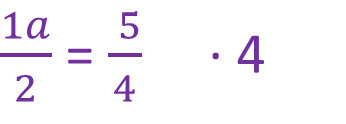 1a/2 = 5/4 · 4